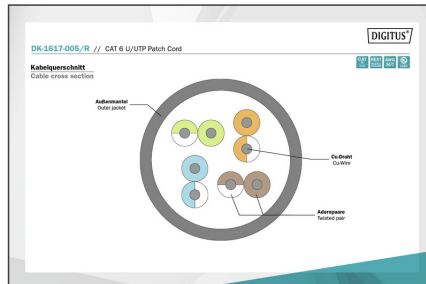 DIGITUS®
DK-1617-005/R // CAT 6 U/UTP Patch Cord
Kabelquerschnitt
Cable cross section
Außenmantel
Outer jacket
Cu-Draht
Cu-Wire
Adernpaare
Twisted pair